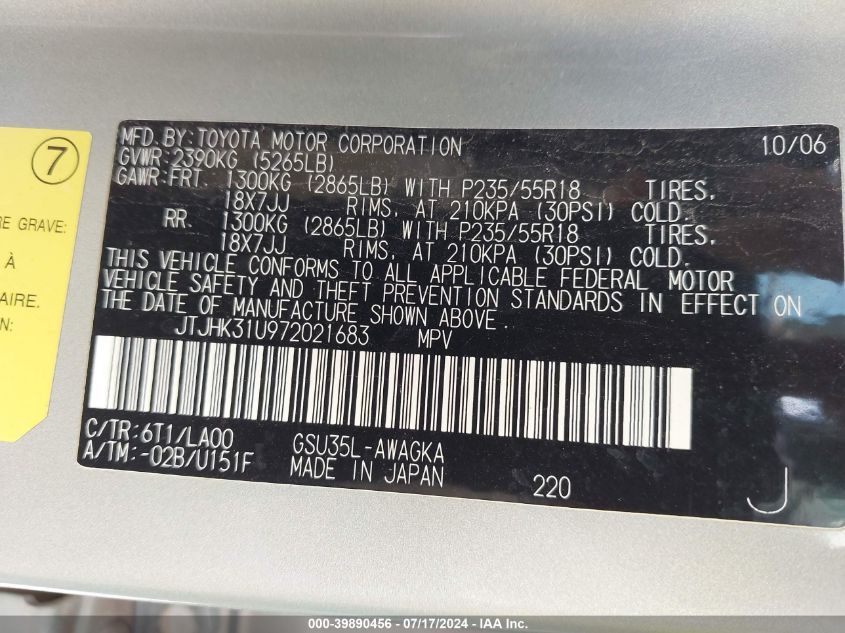 7
RE GRAVE:
À
AIRE.
N:
MFD. BY: TOYOTA MOTOR CORPORATION 10/06
GVWR: 2390KG (5265LB)
GAWR: FRT. 1300KG (2865LB) WITH P235/55R18 TIRES,
18X7JJ RIMS, AT 210KPA (30PSI) COLD.
RR. 1300KG (2865LB) WITH P235/55R18 TIRES,
18X7JJ RIMS, AT 210KPA (30PSI) COLD.
THIS VEHICLE CONFORMS TO ALL APPLICABLE FEDERAL MOTOR
VEHICLE SAFETY AND THEFT PREVENTION STANDARDS IN EFFECT ON
THE DATE OF MANUFACTURE SHOWN ABOVE.
JTJHK31U972021683 MPV
C/TR: 6T1/LA00 GSU35L-AWAGKA
A/TM: -02B/U151F MADE IN JAPAN 220 J
000-39890456 - 07/17/2024 - IAA Inc.